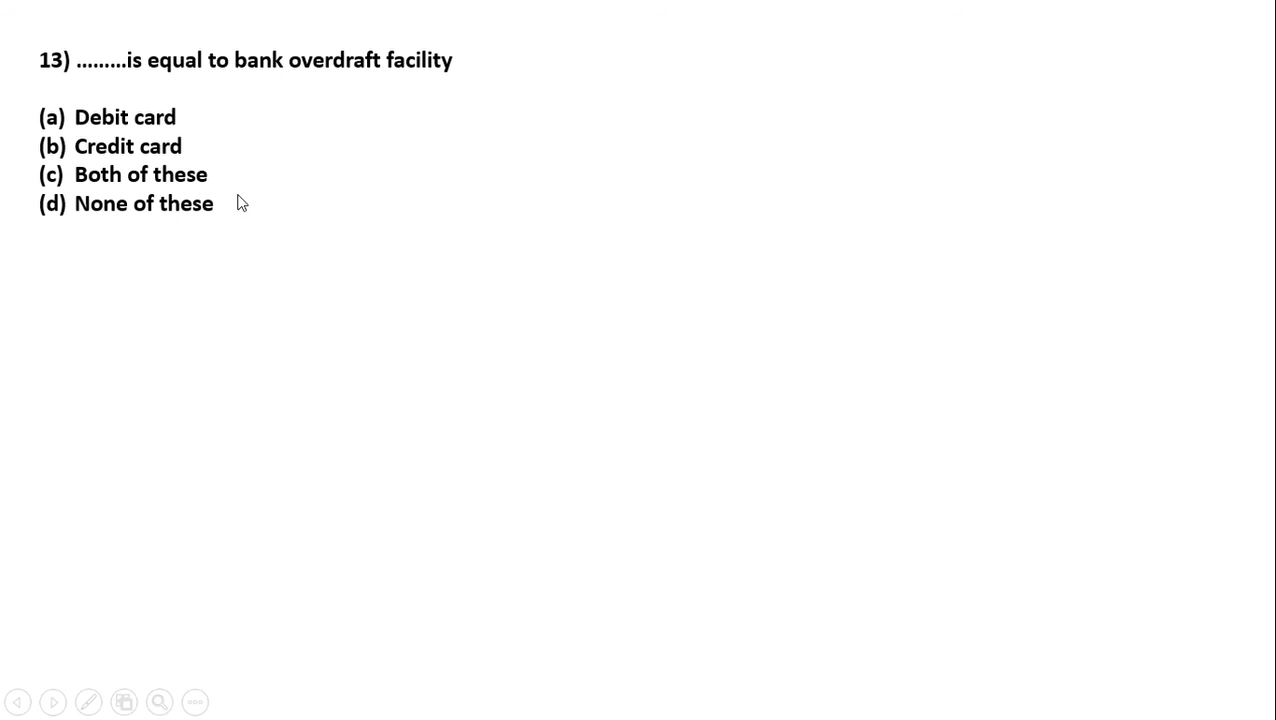 13) .........is equal to bank overdraft facility
(a) Debit card
(b) Credit card
(c) Both of these
(d) None of these